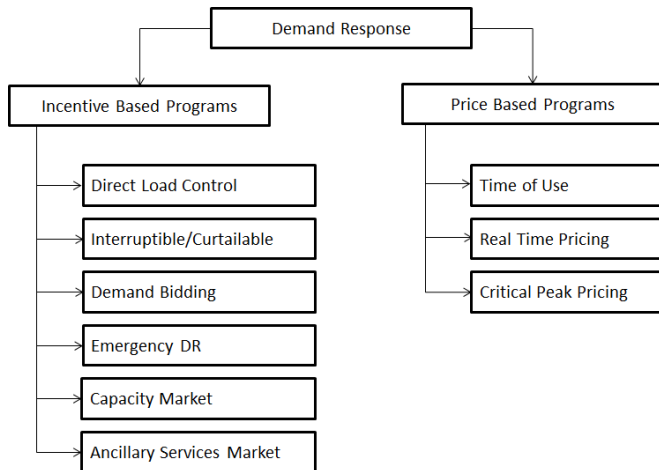 Demand Response
Incentive Based Programs
Direct Load Control
Interruptible/Curtailable
Demand Bidding
Emergency DR
Capacity Market
Ancillary Services Market
Price Based Programs
Time of Use
Real Time Pricing
Critical Peak Pricing